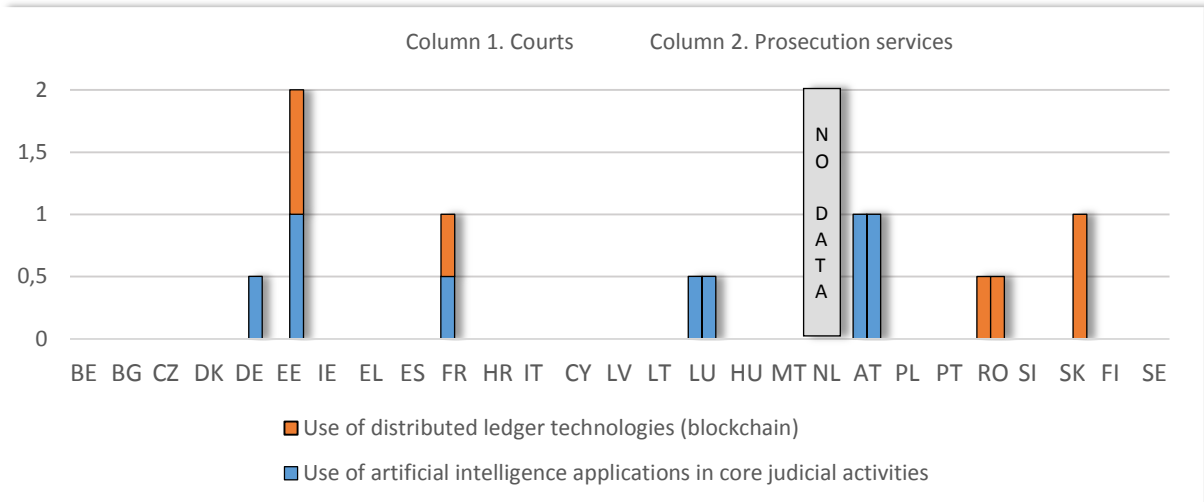 Column 1. Courts Column 2. Prosecution services
2
1,5
1
0,5
0
NO DATA
BE BG CZ DK DE EE IE EL ES FR HR IT CY LV LT LU HU MT NL AT PL PT RO SI SK FI SE
Use of distributed ledger technologies (blockchain)
Use of artificial intelligence applications in core judicial activities